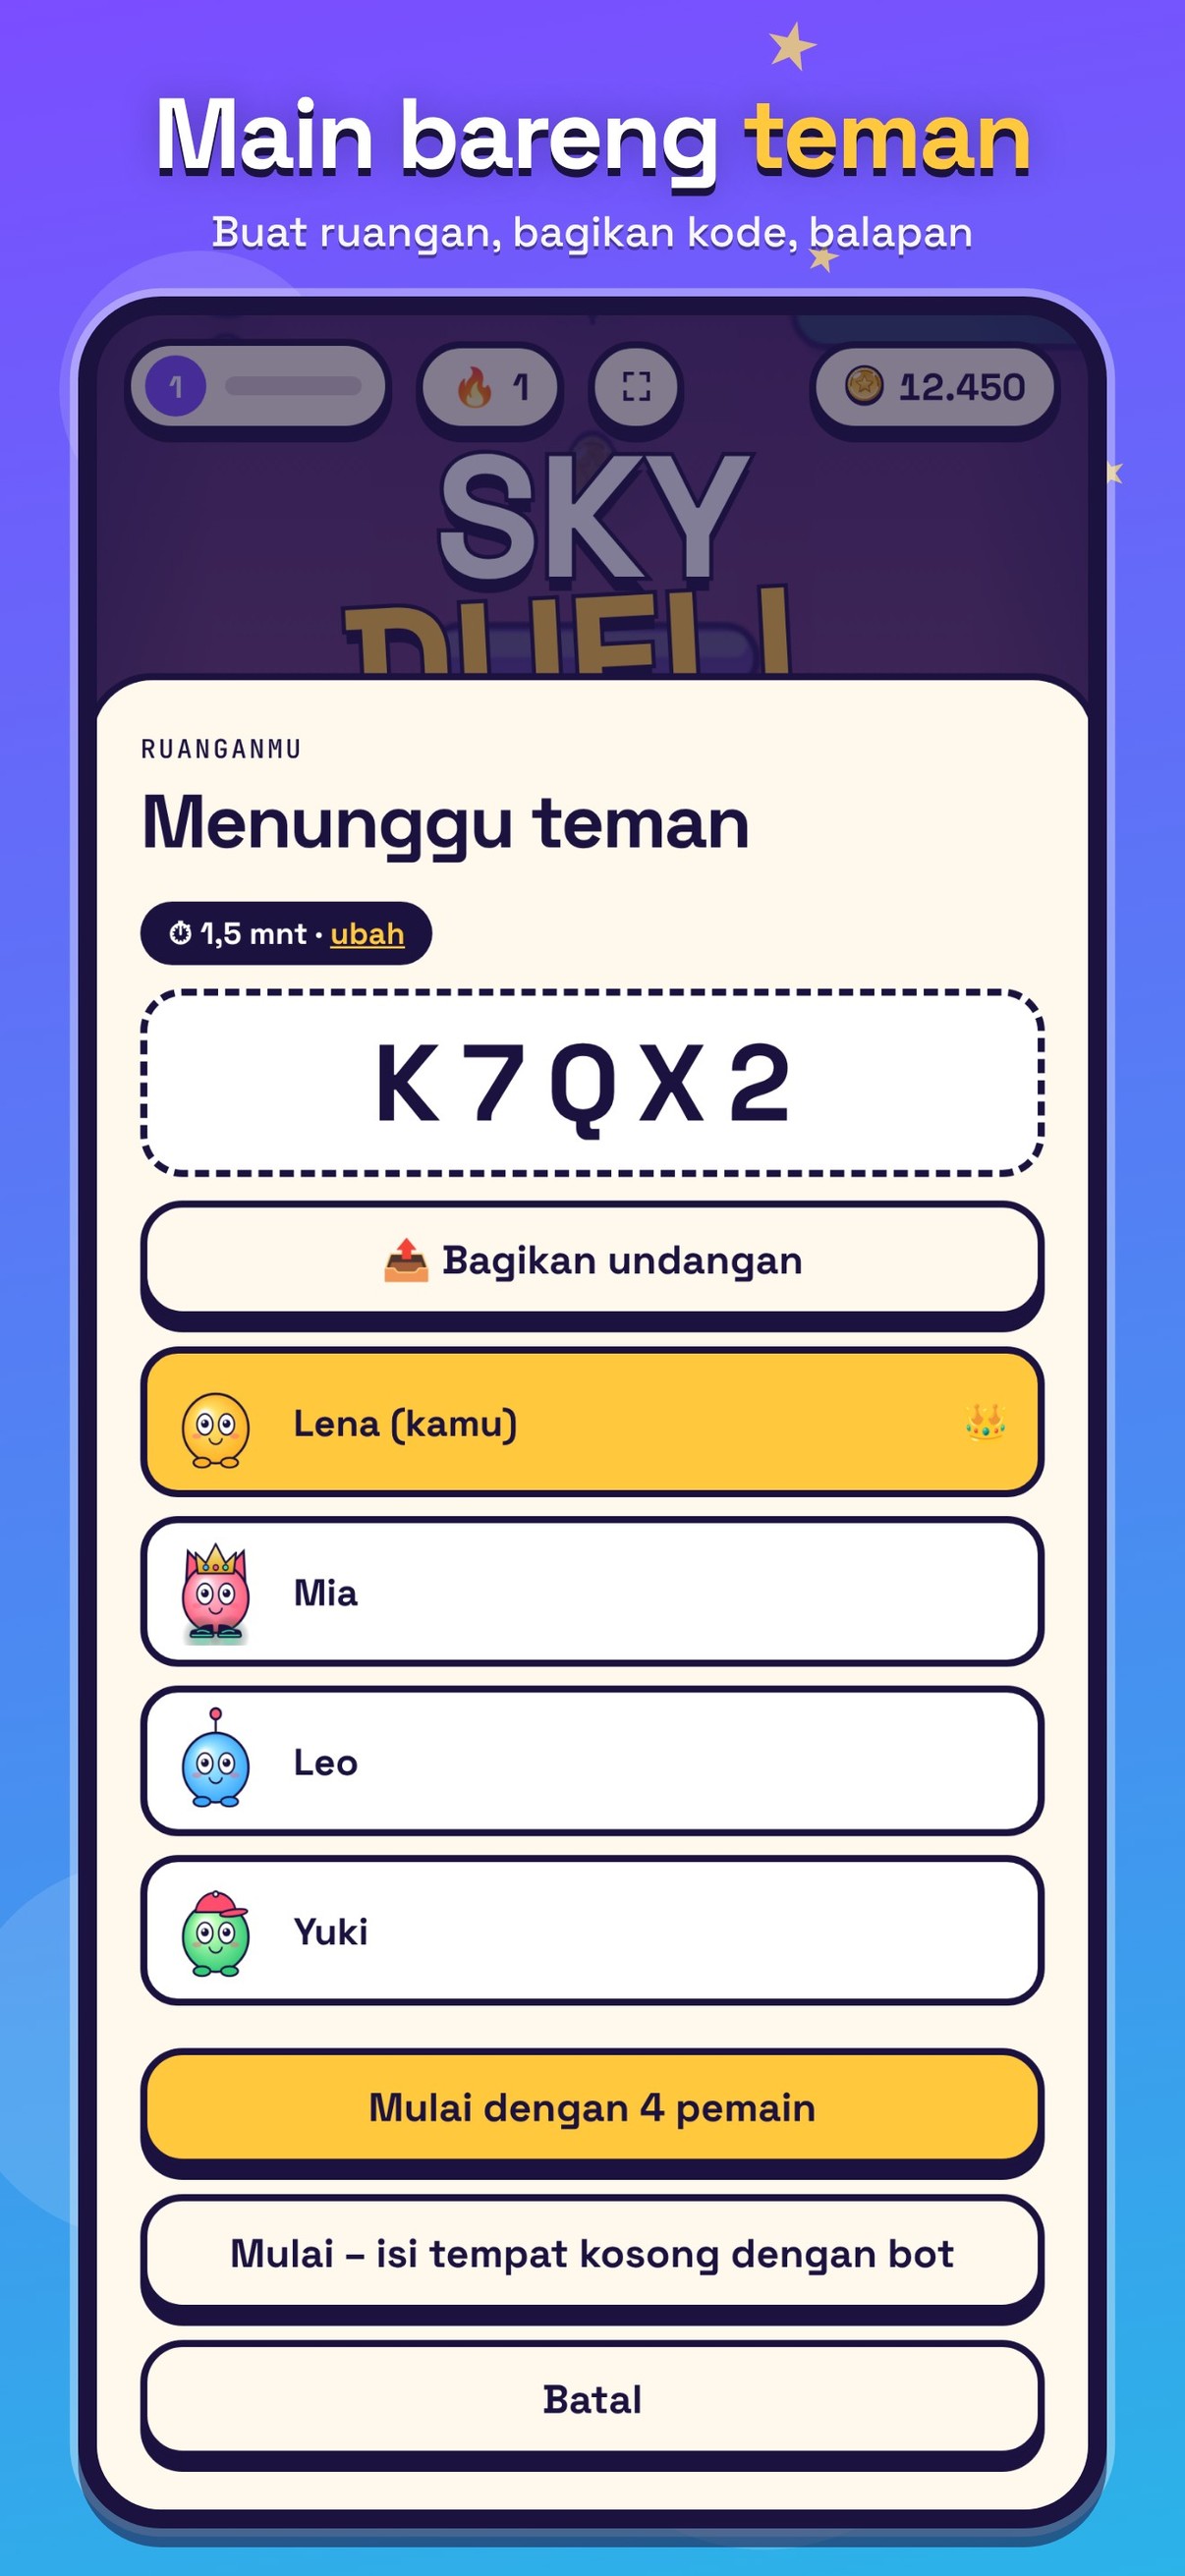 Main bareng teman
Buat ruangan, bagikan kode, balapan
1
1
12.450
SKY
DUELL
RUANGANMU
Menunggu teman
1,5 mnt · ubah
K7QX2
Bagikan undangan
Lena (kamu)
Mia
Leo
Yuki
Mulai dengan 4 pemain
Mulai – isi tempat kosong dengan bot
Batal